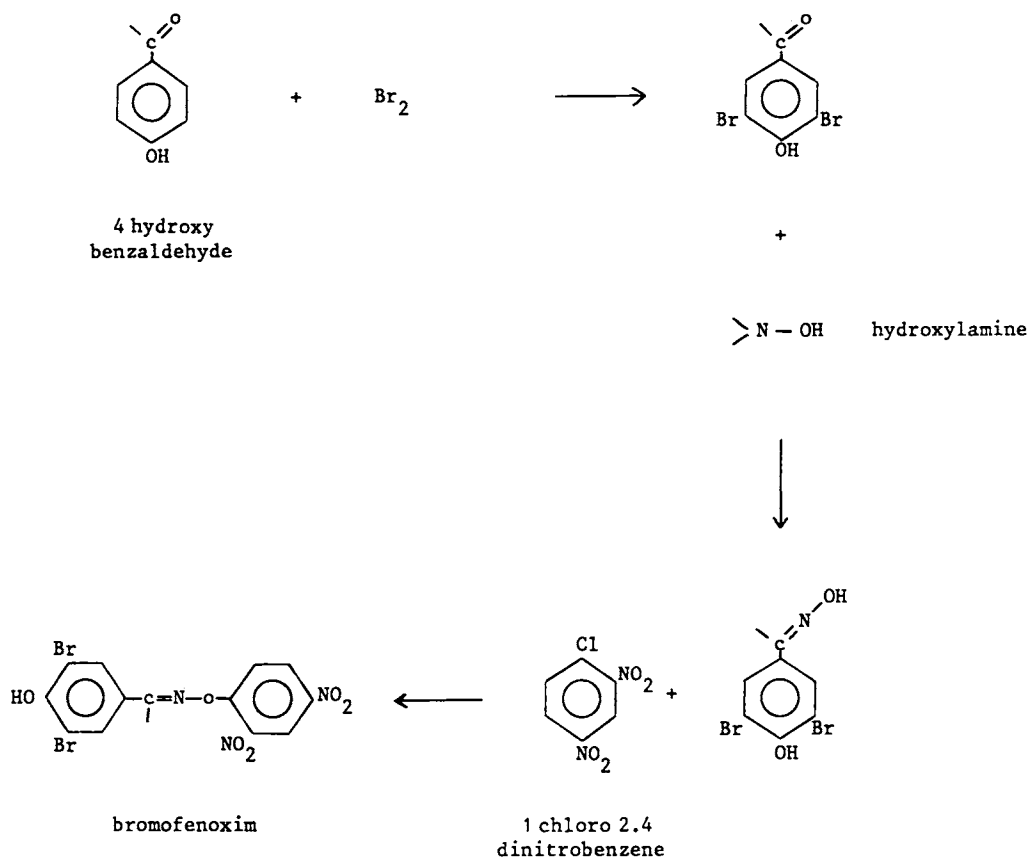 C O
OH
+ Br2
C O
Br Br
OH
4 hydroxy
benzaldehyde
+
N - OH hydroxylamine
OH
N
C
Br Br
OH
+
Cl
NO2
NO2
Br
HO C=N-O NO2
Br NO2
bromofenoxim
1 chloro 2.4
dinitrobenzene